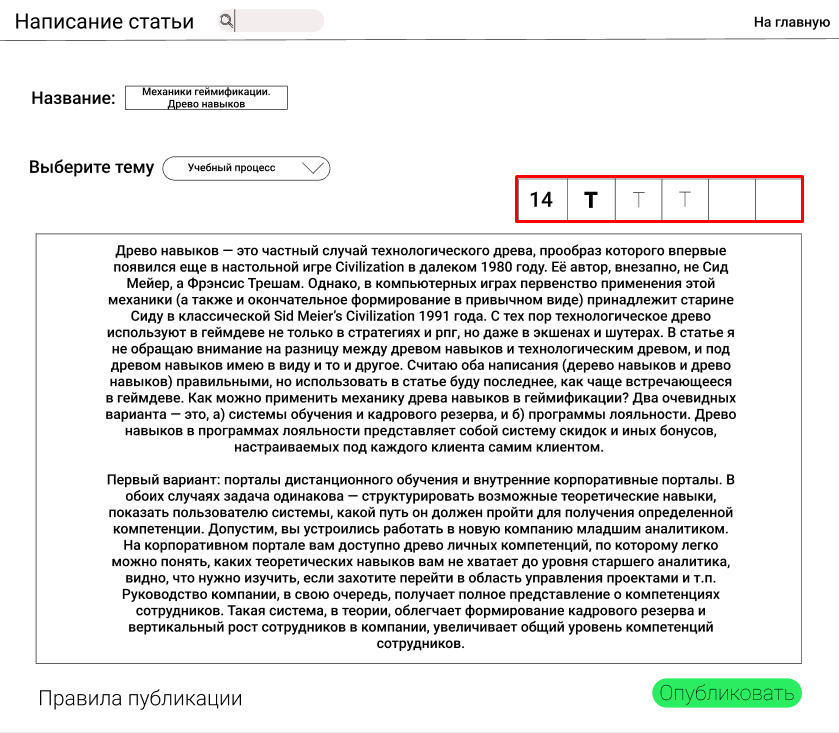 Написание статьи
На главную
Название:
Механики геймификации.
Древо навыков
Выберите тему
Учебный процесс
14 T T T
Древо навыков — это частный случай технологического древа, прообраз которого впервые
появился еще в настольной игре Civilization в далеком 1980 году. Её автор, внезапно, не Сид
Мейер, а Фрэнсис Трешам. Однако, в компьютерных играх первенство применения этой
механики (а также и окончательное формирование в привычном виде) принадлежит старине
Сиду в классической Sid Meier's Civilization 1991 года. С тех пор технологическое древо
используют в геймдеве не только в стратегиях и рпг, но даже в экшенах и шутерах. В статье я
не обращаю внимание на разницу между древом навыков и технологическим древом, и под
древом навыков имею в виду и то и другое. Считаю оба написания (дерево навыков и древо
навыков) правильными, но использовать в статье буду последнее, как чаще встречающееся
в геймдеве. Как можно применить механику древа навыков в геймификации? Два очевидных
варианта — это, а) системы обучения и кадрового резерва, и б) программы лояльности. Древо
навыков в программах лояльности представляет собой систему скидок и иных бонусов,
настраиваемых под каждого клиента самим клиентом.
Первый вариант: порталы дистанционного обучения и внутренние корпоративные порталы. В
обоих случаях задача одинакова — структурировать возможные теоретические навыки,
показать пользователю системы, какой путь он должен пройти для получения определенной
компетенции. Допустим, вы устроились работать в новую компанию младшим аналитиком.
На корпоративном портале вам доступно древо личных компетенций, по которому легко
можно понять, каких теоретических навыков вам не хватает до уровня старшего аналитика,
видно, что нужно изучить, если захотите перейти в область управления проектами и т.п.
Руководство компании, в свою очередь, получает полное представление о компетенциях
сотрудников. Такая система, в теории, облегчает формирование кадрового резерва и
вертикальный рост сотрудников в компании, увеличивает общий уровень компетенций
сотрудников.
Правила публикации
Опубликовать